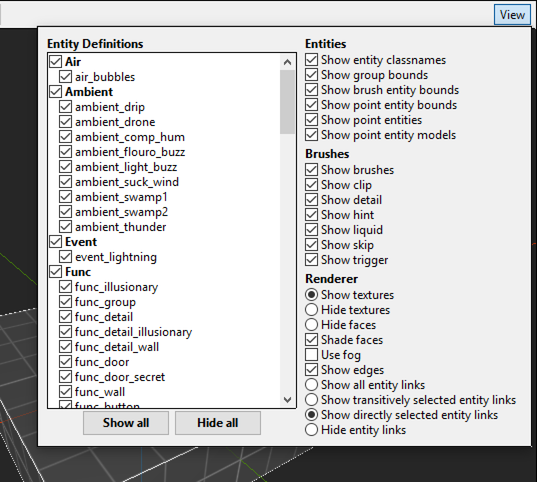 View
Entity Definitions
Air
air_bubbles
Ambient
ambient_drip
ambient_drone
ambient_comp_hum
ambient_flouro_buzz
ambient_light_buzz
ambient_suck_wind
ambient_swamp1
ambient_swamp2
ambient_thunder
Event
event_lightning
Func
func_illusionary
func_group
func_detail
func_detail_illusionary
func_detail_wall
func_door
func_door_secret
func_wall
func_button
Show all
Hide all
Entities
Show entity classnames
Show group bounds
Show brush entity bounds
Show point entity bounds
Show point entities
Show point entity models
Brushes
Show brushes
Show clip
Show detail
Show hint
Show liquid
Show skip
Show trigger
Renderer
Show textures
Hide textures
Hide faces
Shade faces
Use fog
Show edges
Show all entity links
Show transitively selected entity links
Show directly selected entity links
Hide entity links